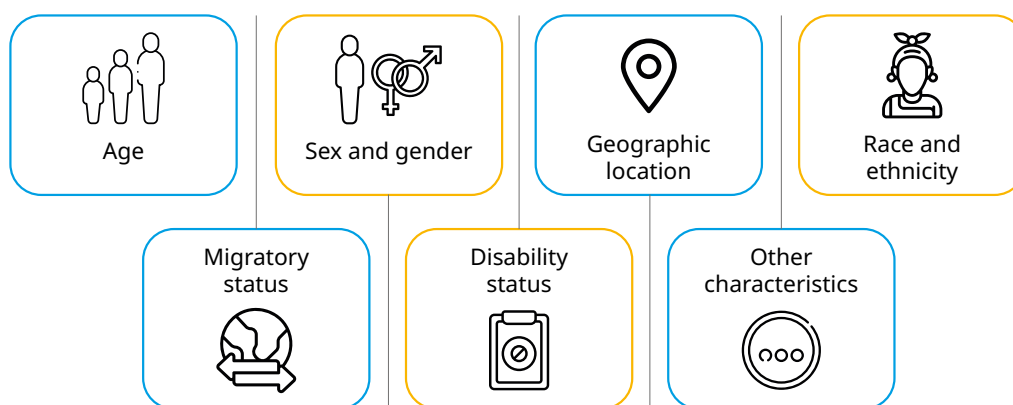 Age
Sex and gender
Geographic
location
Race and
ethnicity
Migratory
status
Disability
status
Other
characteristics